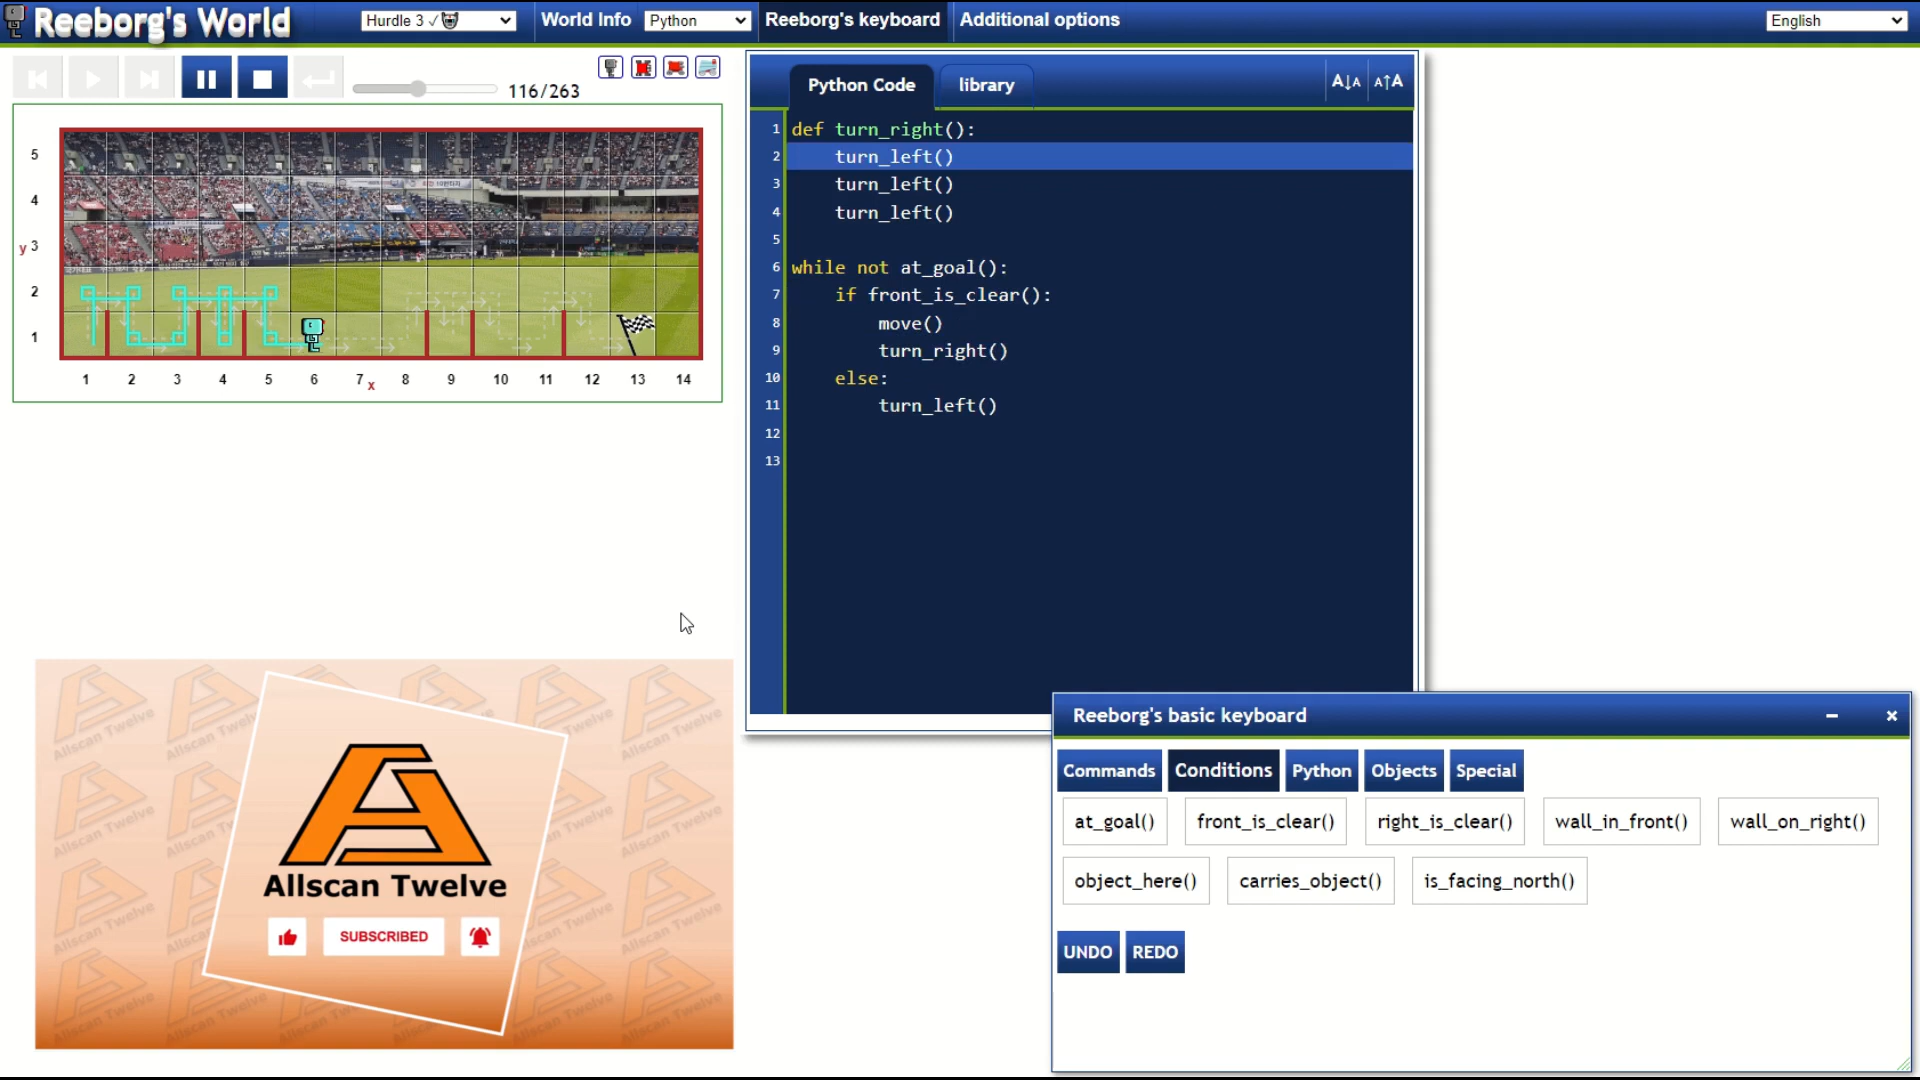 Reeborg's World
Hurdle 3 ✓
World Info
Python
Reeborg's keyboard
Additional options
English
116/263
Python Code
library
A↓A
A↑A
5
4
y 3
2
1
1 2 3 4 5 6 7 x 8 9 10 11 12 13 14
1 def turn_right():
2 turn_left()
3 turn_left()
4 turn_left()
5
6 while not at_goal():
7 if front_is_clear():
8 move()
9 turn_right()
10 else:
11 turn_left()
12
13
Allscan Twelve
SUBSCRIBED
Reeborg's basic keyboard
Commands Conditions Python Objects Special
at_goal() front_is_clear() right_is_clear() wall_in_front() wall_on_right()
object_here() carries_object() is_facing_north()
UNDO REDO